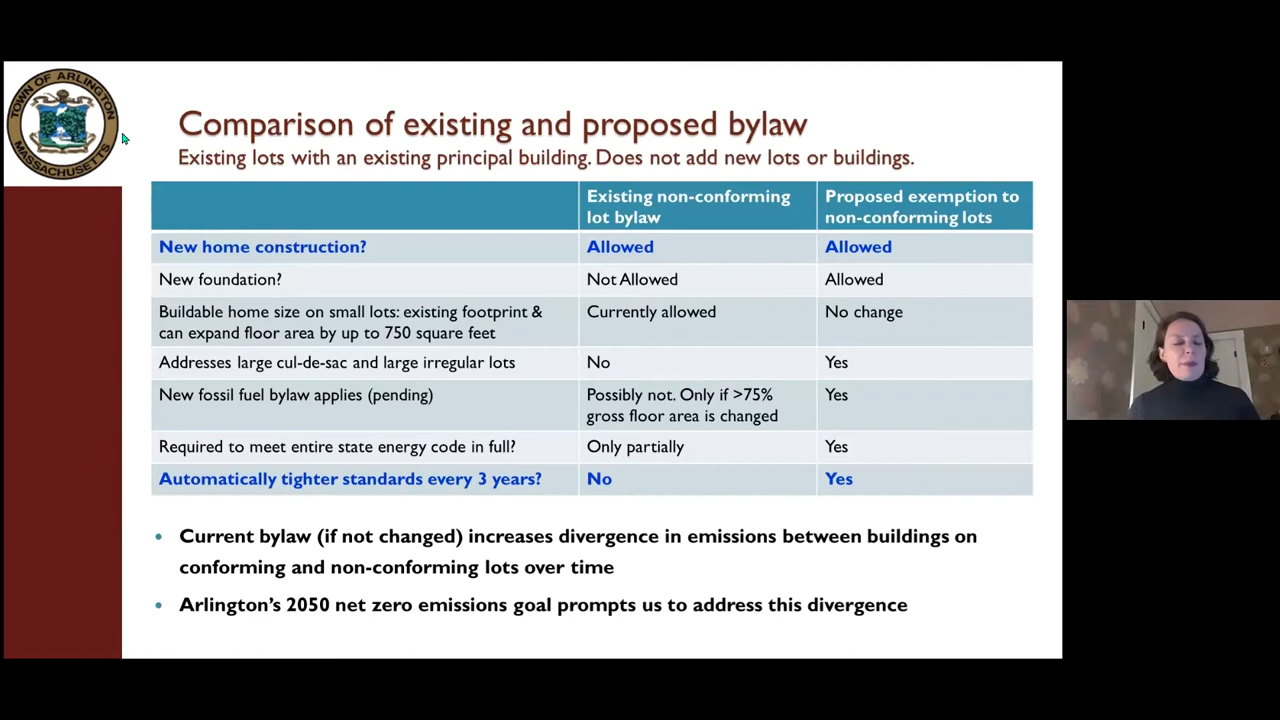 TOWN OF ARLINGTON
MASSACHUSETTS
Comparison of existing and proposed bylaw
Existing lots with an existing principal building. Does not add new lots or buildings.
Existing non-conforming lot bylaw
Proposed exemption to non-conforming lots
New home construction? Allowed Allowed
New foundation? Not Allowed Allowed
Buildable home size on small lots: existing footprint &
can expand floor area by up to 750 square feet
Currently allowed No change
Addresses large cul-de-sac and large irregular lots No Yes
New fossil fuel bylaw applies (pending)
Possibly not. Only if >75%
gross floor area is changed
Yes
Required to meet entire state energy code in full? Only partially Yes
Automatically tighter standards every 3 years? No Yes
• Current bylaw (if not changed) increases divergence in emissions between buildings on
conforming and non-conforming lots over time
• Arlington's 2050 net zero emissions goal prompts us to address this divergence